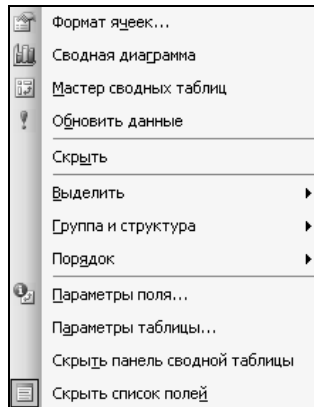 Формат ячеек...
Сводная диаграмма
Мастер сводных таблиц
Обновить данные
Скрыть
Выделить
Группа и структура
Порядок
Параметры поля...
Параметры таблицы...
Скрыть панель сводной таблицы
Скрыть список полей